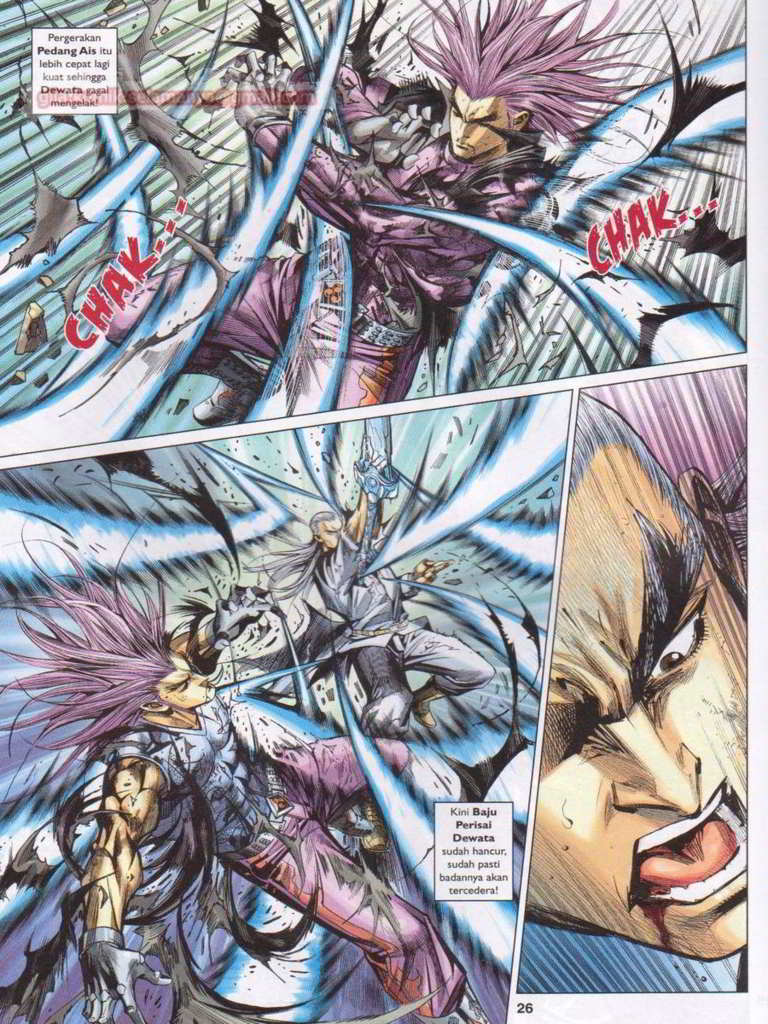 Pergerakan
Pedang Ais itu
lebih cepat lagi
kuat sehingga
Dewata gagal
mengelak!
CHAK...
CHAK...
Kini Baju
Perisai
Dewata
sudah hancur,
sudah pasti
badannya akan
tercedera!
26